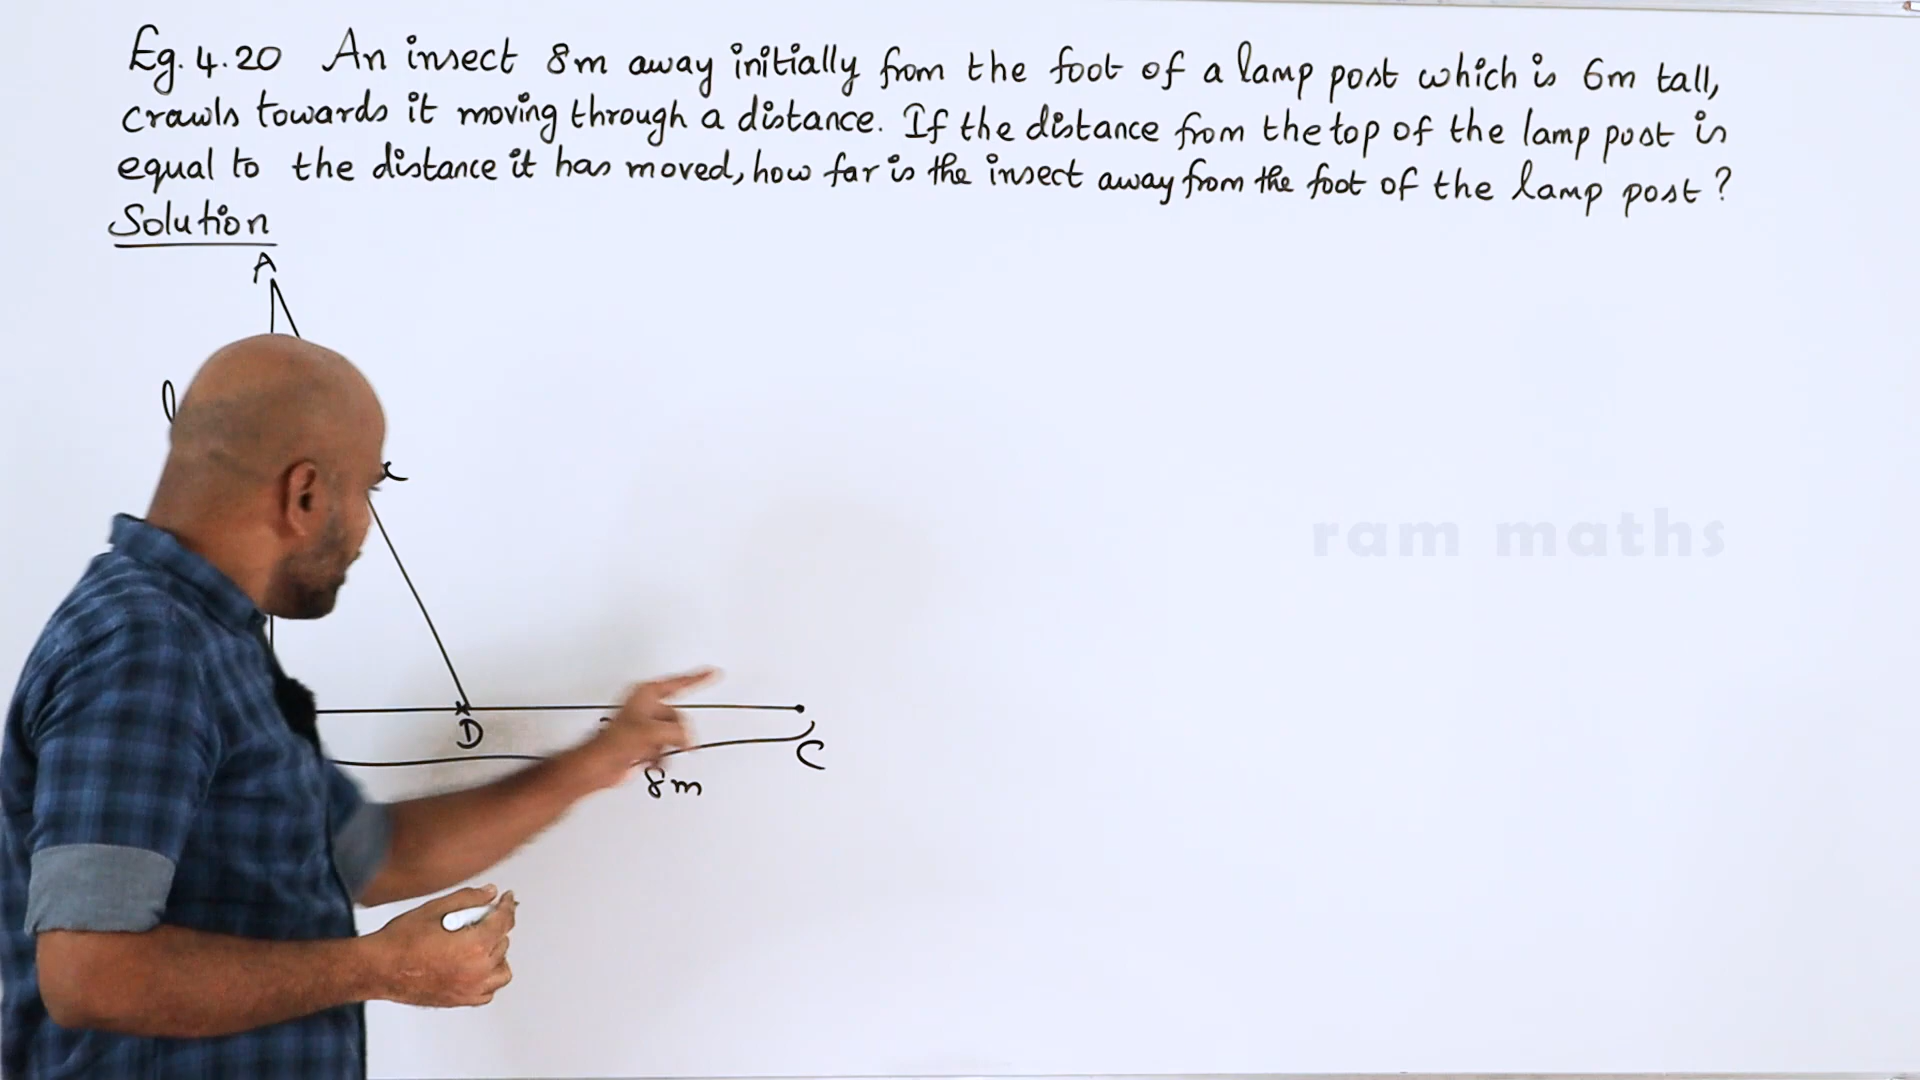 Eg. 4.20 An insect 8m away initially from the foot of a lamp post which is 6m tall,
crawls towards it moving through a distance. If the distance from the top of the lamp post is
equal to the distance it has moved, how far is the insect away from the foot of the lamp post?
Solution
A
x
ram maths
D
C
8m